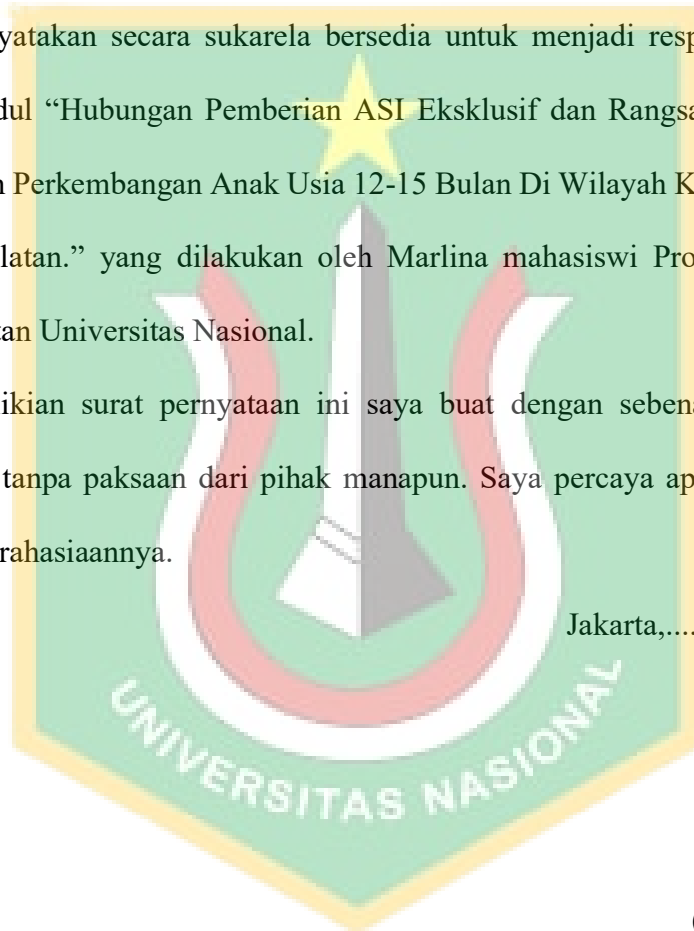 yatakan secara sukarela bersedia untuk menjadi resp
dul “Hubungan Pemberian ASI Eksklusif dan Rangsa
n Perkembangan Anak Usia 12-15 Bulan Di Wilayah K
latan.” yang dilakukan oleh Marlina mahasiswi Pro
tan Universitas Nasional.
ikian surat pernyataan ini saya buat dengan sebena
tanpa paksaan dari pihak manapun. Saya percaya ap
rahasiaannya.
Jakarta,....
UNIVERSITAS NASIONAL
(